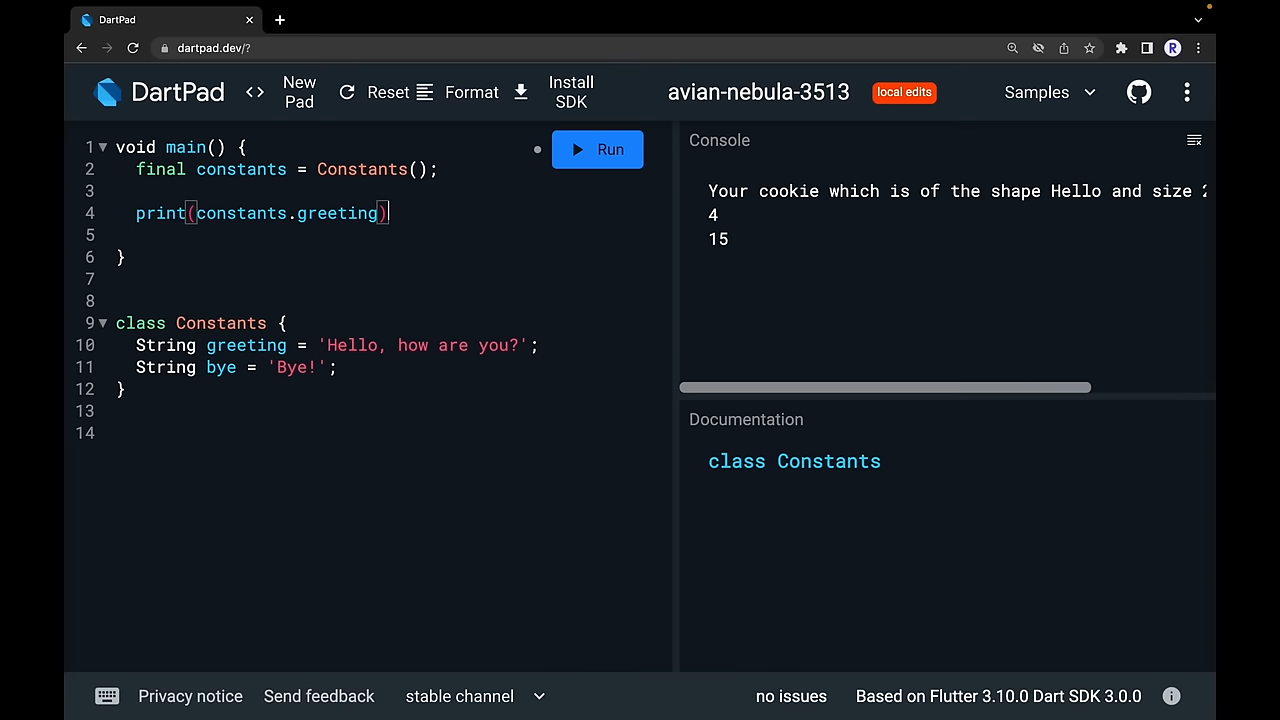 DartPad
dartpad.dev/?
R
DartPad
<>
New Pad
Reset
Format
Install SDK
avian-nebula-3513
local edits
Samples
1 void main() {
2 final constants = Constants();
3
4 print(constants.greeting)
5
6 }
7
8
9 class Constants {
10 String greeting = 'Hello, how are you?';
11 String bye = 'Bye!';
12 }
13
14
Run
Console
Your cookie which is of the shape Hello and size
4
15
Documentation
class Constants
Privacy notice
Send feedback
stable channel
no issues
Based on Flutter 3.10.0 Dart SDK 3.0.0